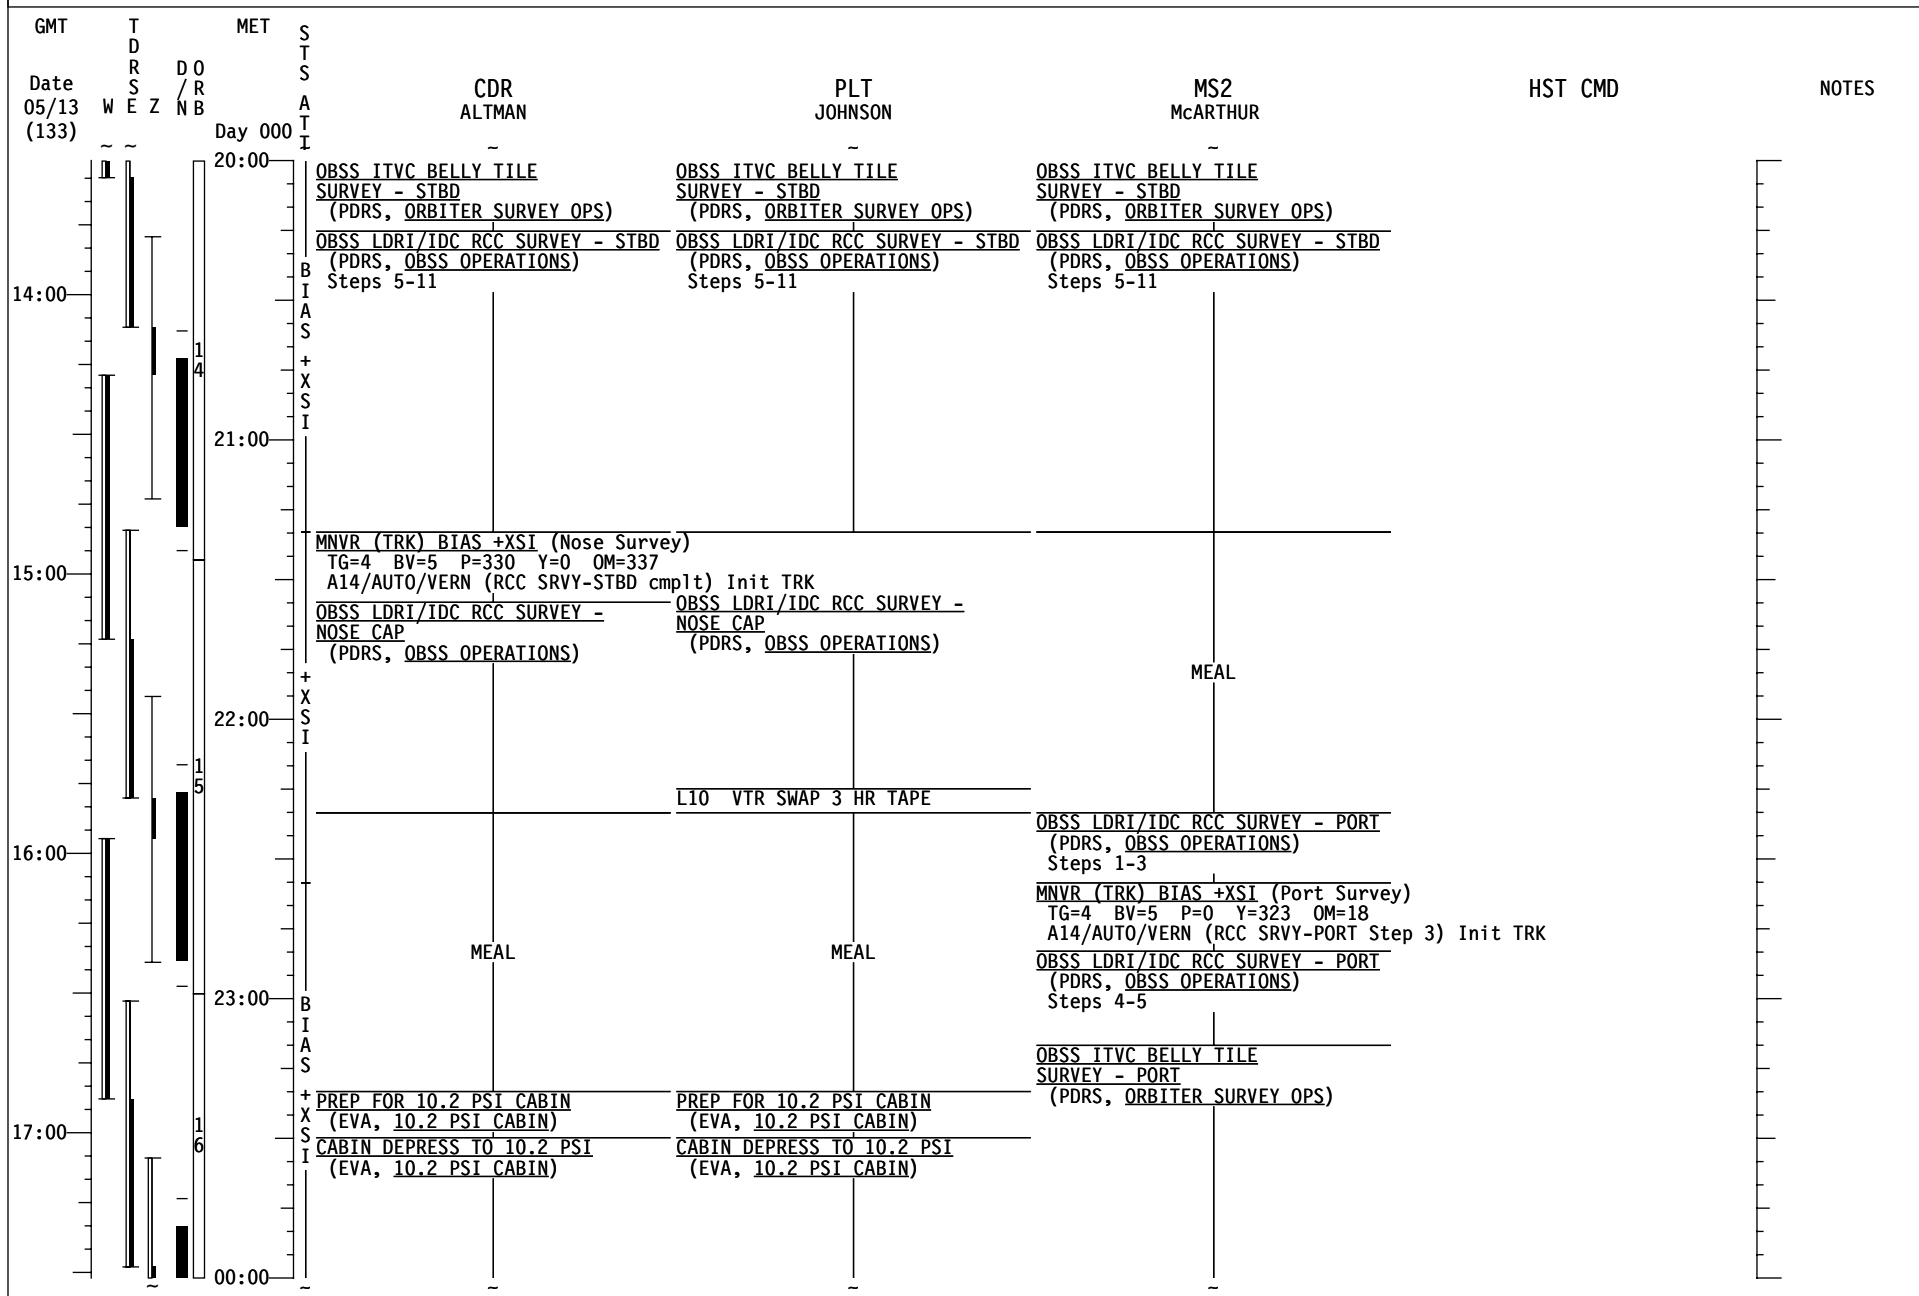 GMT
TDRS
MET
STS ATT
Date
05/13
(133)
W E Z
D/N
ORB
Day 000
CDR
ALTMAN
PLT
JOHNSON
MS2
McARTHUR
HST CMD
NOTES
~ ~
~ ~ ~
20:00
14:00
21:00
15:00
22:00
16:00
23:00
17:00
00:00
14
15
16
BIAS +XSI
+XSI
BIAS +XSI
OBSS ITVC BELLY TILE
SURVEY - STBD
(PDRS, ORBITER SURVEY OPS)
OBSS LDRI/IDC RCC SURVEY - STBD
(PDRS, OBSS OPERATIONS)
Steps 5-11
MNVR (TRK) BIAS +XSI (Nose Survey)
TG=4 BV=5 P=330 Y=0 OM=337
A14/AUTO/VERN (RCC SRVY-STBD cmplt) Init TRK
OBSS LDRI/IDC RCC SURVEY -
NOSE CAP
(PDRS, OBSS OPERATIONS)
MEAL
PREP FOR 10.2 PSI CABIN
(EVA, 10.2 PSI CABIN)
CABIN DEPRESS TO 10.2 PSI
(EVA, 10.2 PSI CABIN)
OBSS ITVC BELLY TILE
SURVEY - STBD
(PDRS, ORBITER SURVEY OPS)
OBSS LDRI/IDC RCC SURVEY - STBD
(PDRS, OBSS OPERATIONS)
Steps 5-11
OBSS LDRI/IDC RCC SURVEY -
NOSE CAP
(PDRS, OBSS OPERATIONS)
L10 VTR SWAP 3 HR TAPE
MEAL
PREP FOR 10.2 PSI CABIN
(EVA, 10.2 PSI CABIN)
CABIN DEPRESS TO 10.2 PSI
(EVA, 10.2 PSI CABIN)
OBSS ITVC BELLY TILE
SURVEY - STBD
(PDRS, ORBITER SURVEY OPS)
OBSS LDRI/IDC RCC SURVEY - STBD
(PDRS, OBSS OPERATIONS)
Steps 5-11
MEAL
OBSS LDRI/IDC RCC SURVEY - PORT
(PDRS, OBSS OPERATIONS)
Steps 1-3
MNVR (TRK) BIAS +XSI (Port Survey)
TG=4 BV=5 P=0 Y=323 OM=18
A14/AUTO/VERN (RCC SRVY-PORT Step 3) Init TRK
OBSS LDRI/IDC RCC SURVEY - PORT
(PDRS, OBSS OPERATIONS)
Steps 4-5
OBSS ITVC BELLY TILE
SURVEY - PORT
(PDRS, ORBITER SURVEY OPS)
~ ~ ~ ~ ~